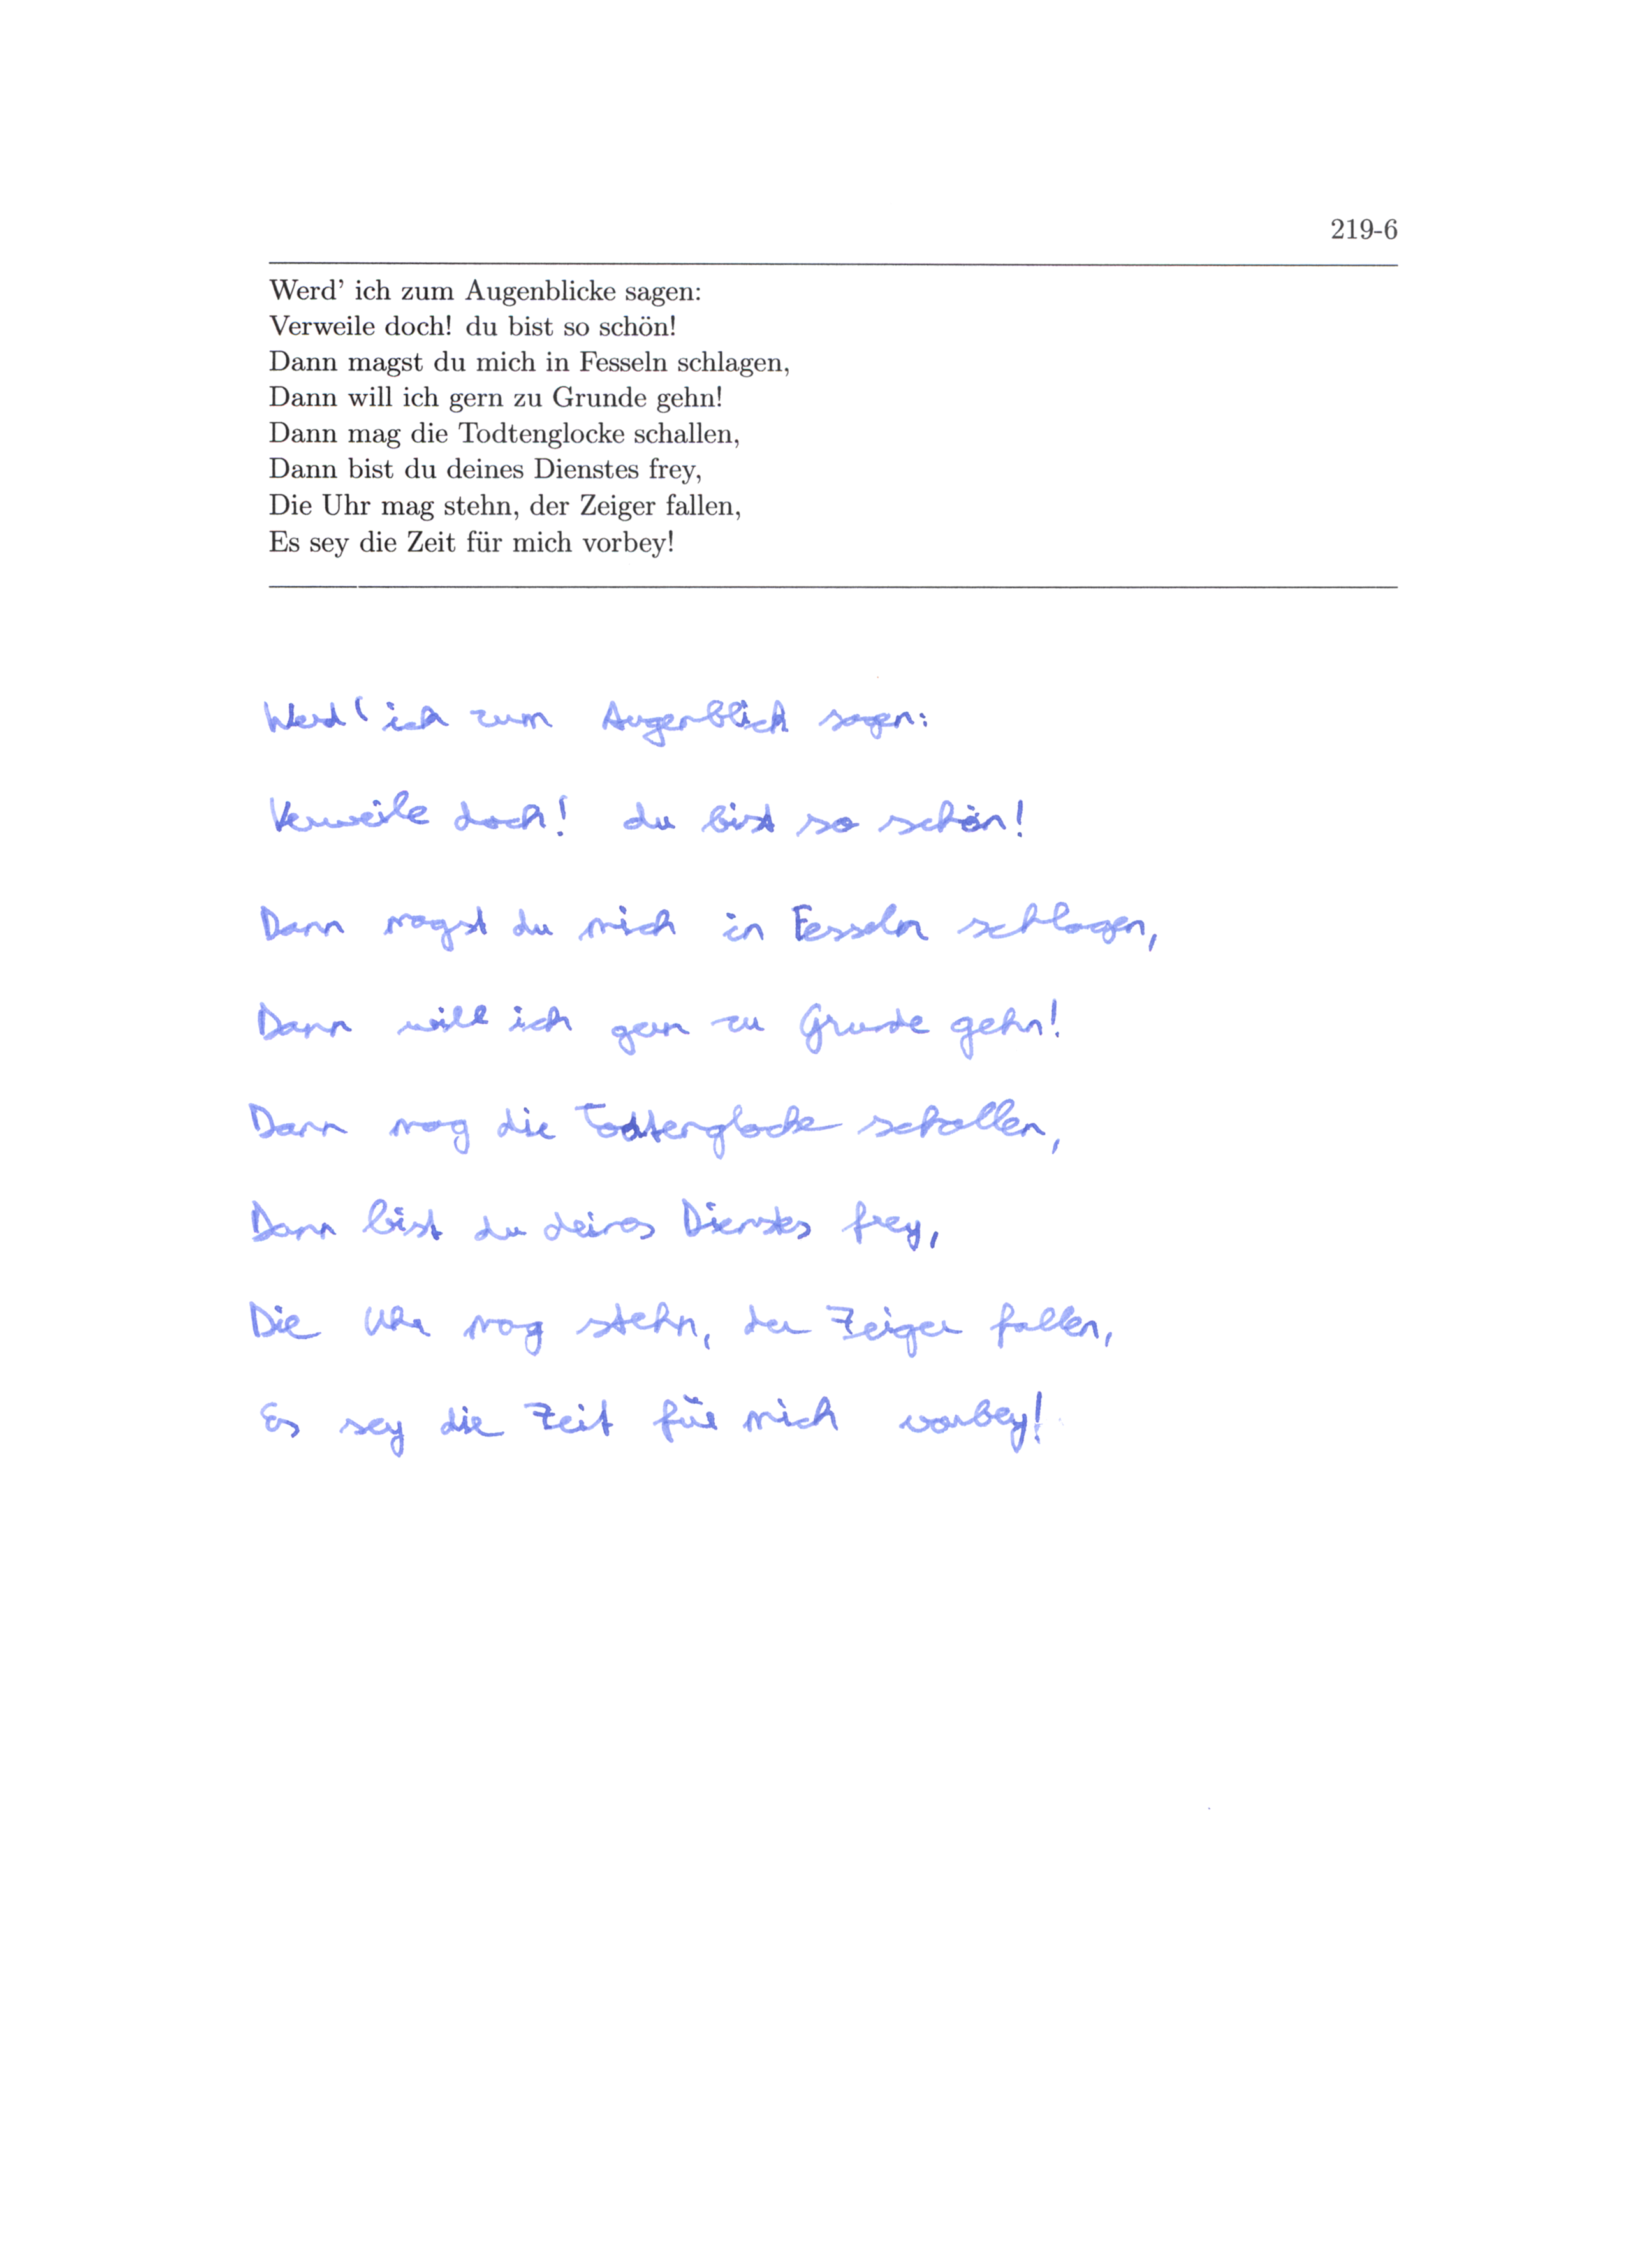 219-6
Werd' ich zum Augenblicke sagen:
Verweile doch! du bist so schön!
Dann magst du mich in Fesseln schlagen,
Dann will ich gern zu Grunde gehn!
Dann mag die Todtenglocke schallen,
Dann bist du deines Dienstes frey,
Die Uhr mag stehn, der Zeiger fallen,
Es sey die Zeit für mich vorbey!
Werd' ich zum Augenblick sagen:
Verweile doch! du bist so schön!
Dann magst du mich in Fesseln schlagen,
Dann will ich gern zu Grunde gehn!
Dann mag die Todtenglocke schallen,
Dann bist du deines Dienstes frey,
Die Uhr mag stehn, der Zeiger fallen,
Es sey die Zeit für mich vorbey!